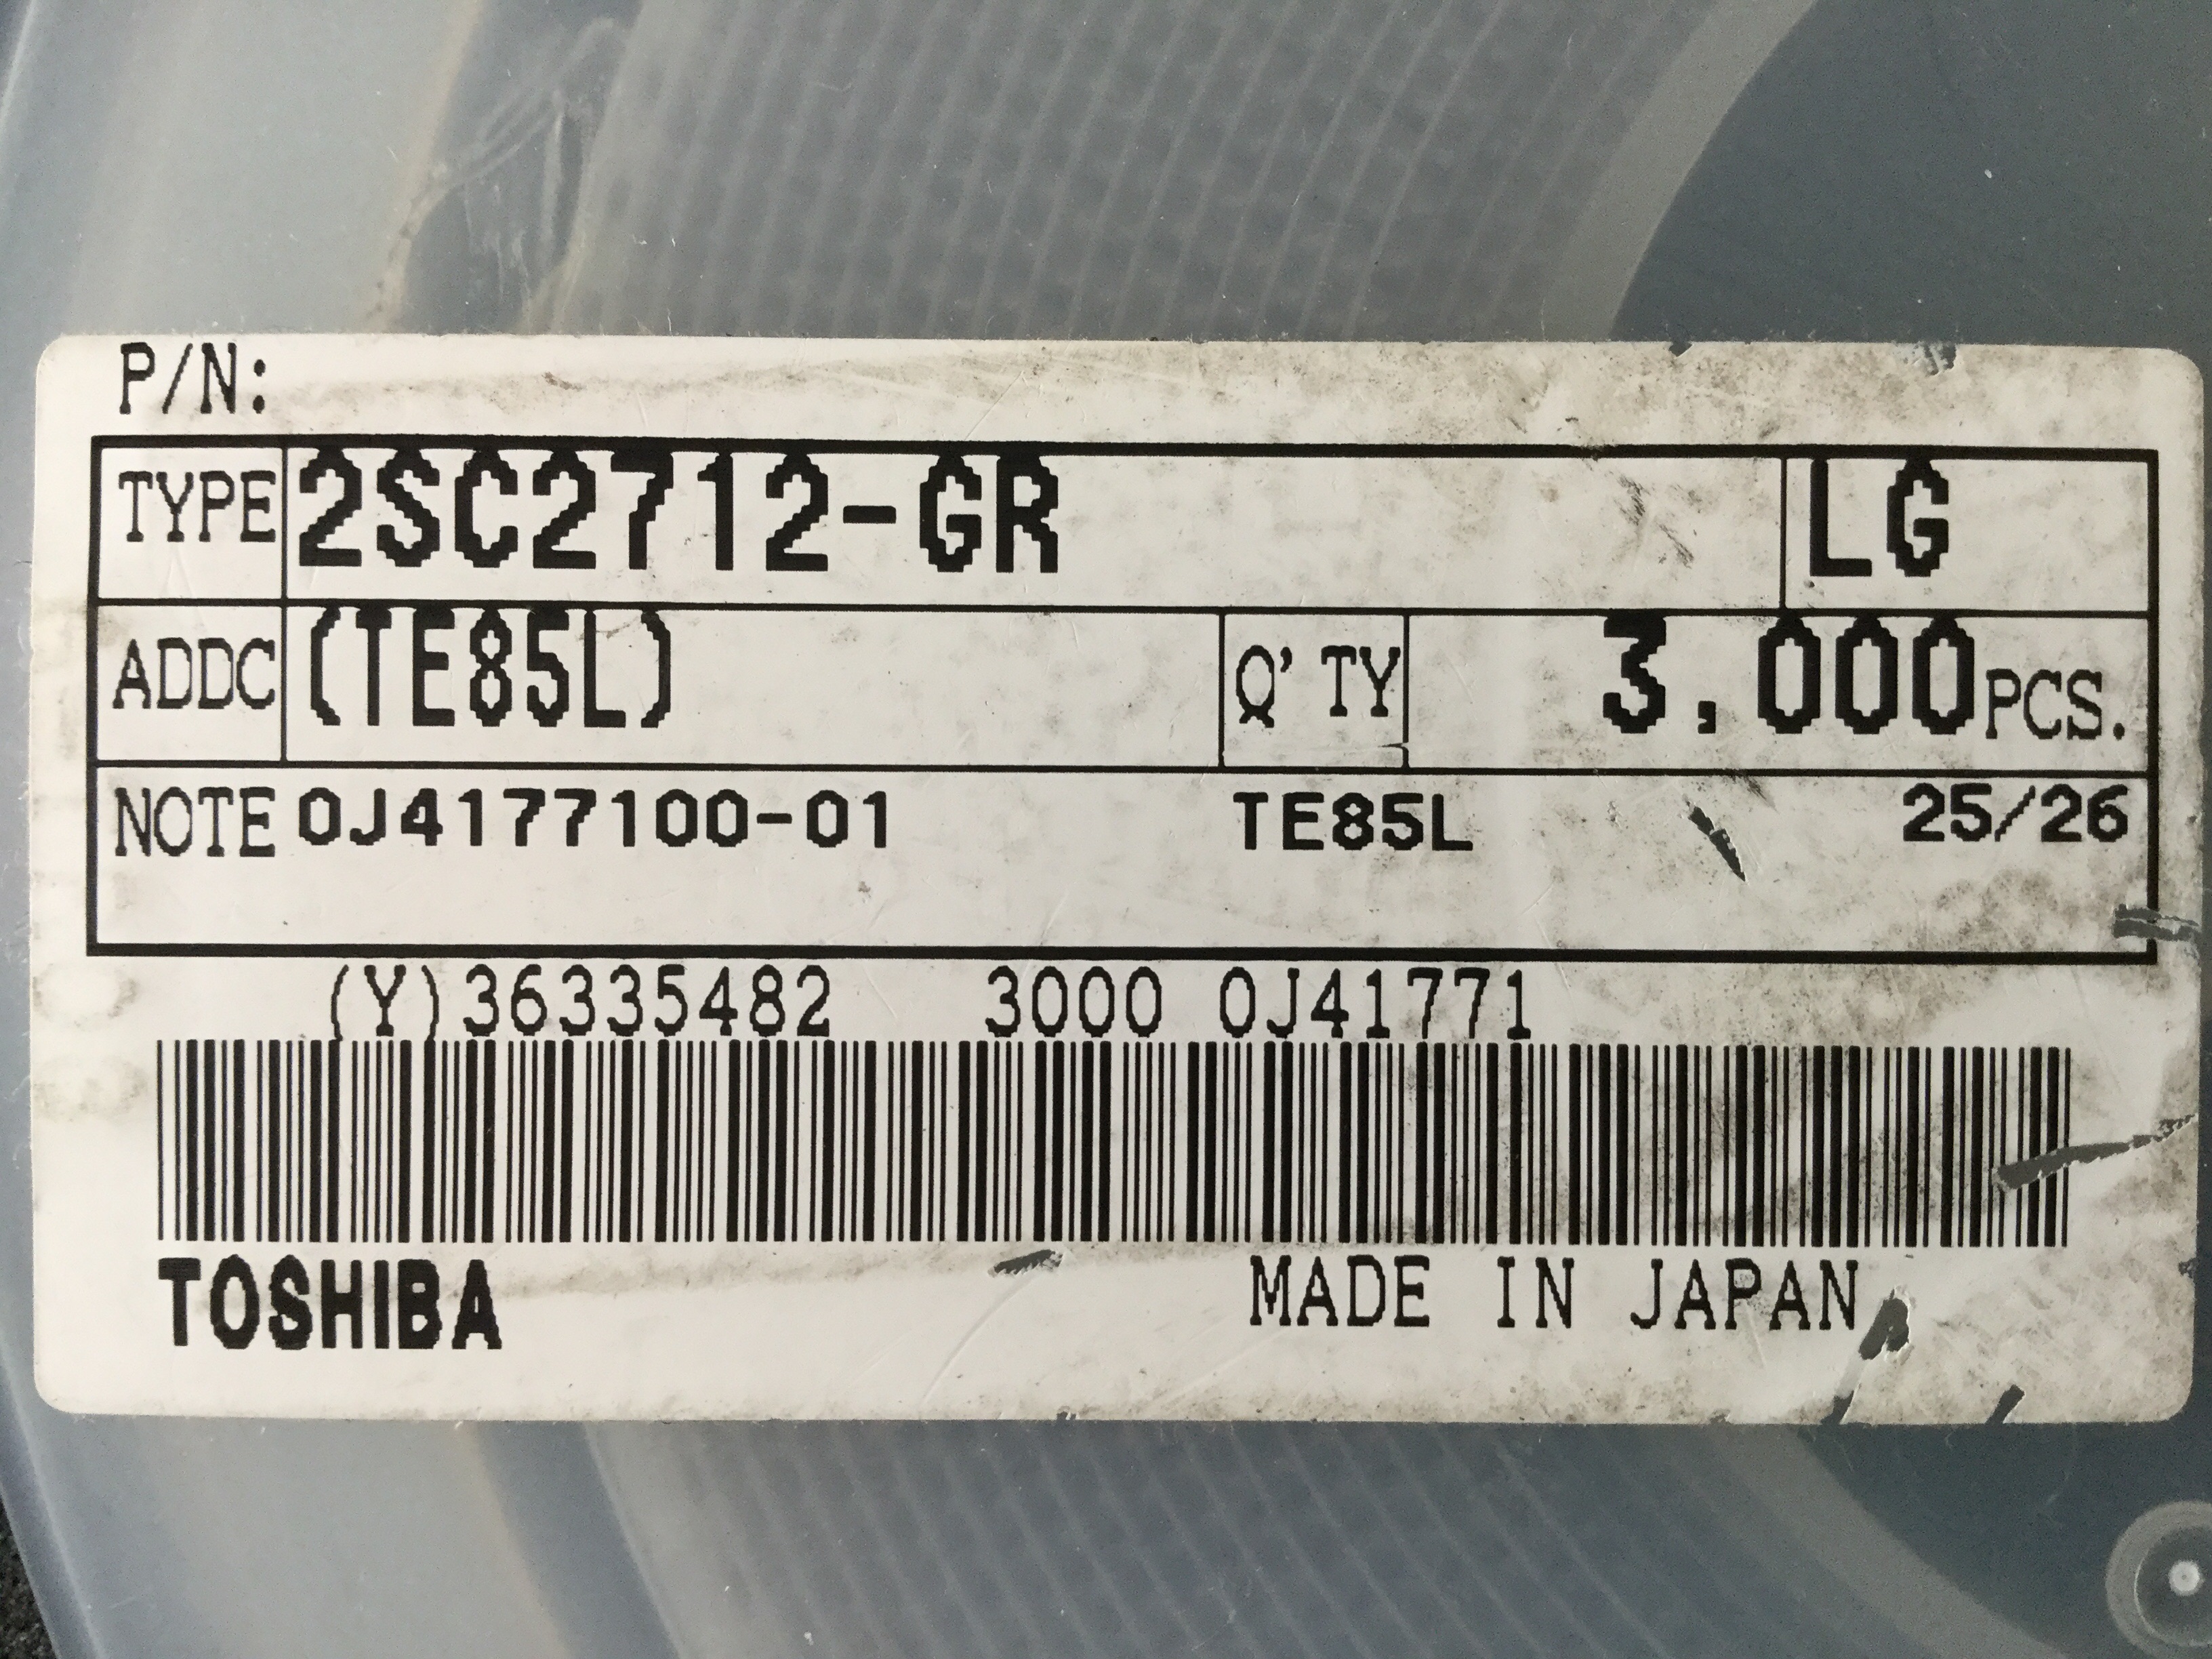 P/N:
TYPE 2SC2712-GR LG
ADDC (TE85L) Q'TY 3,000PCS.
NOTE 0J4177100-01 TE85L 25/26
(Y)36335482 3000 0J41771
TOSHIBA MADE IN JAPAN